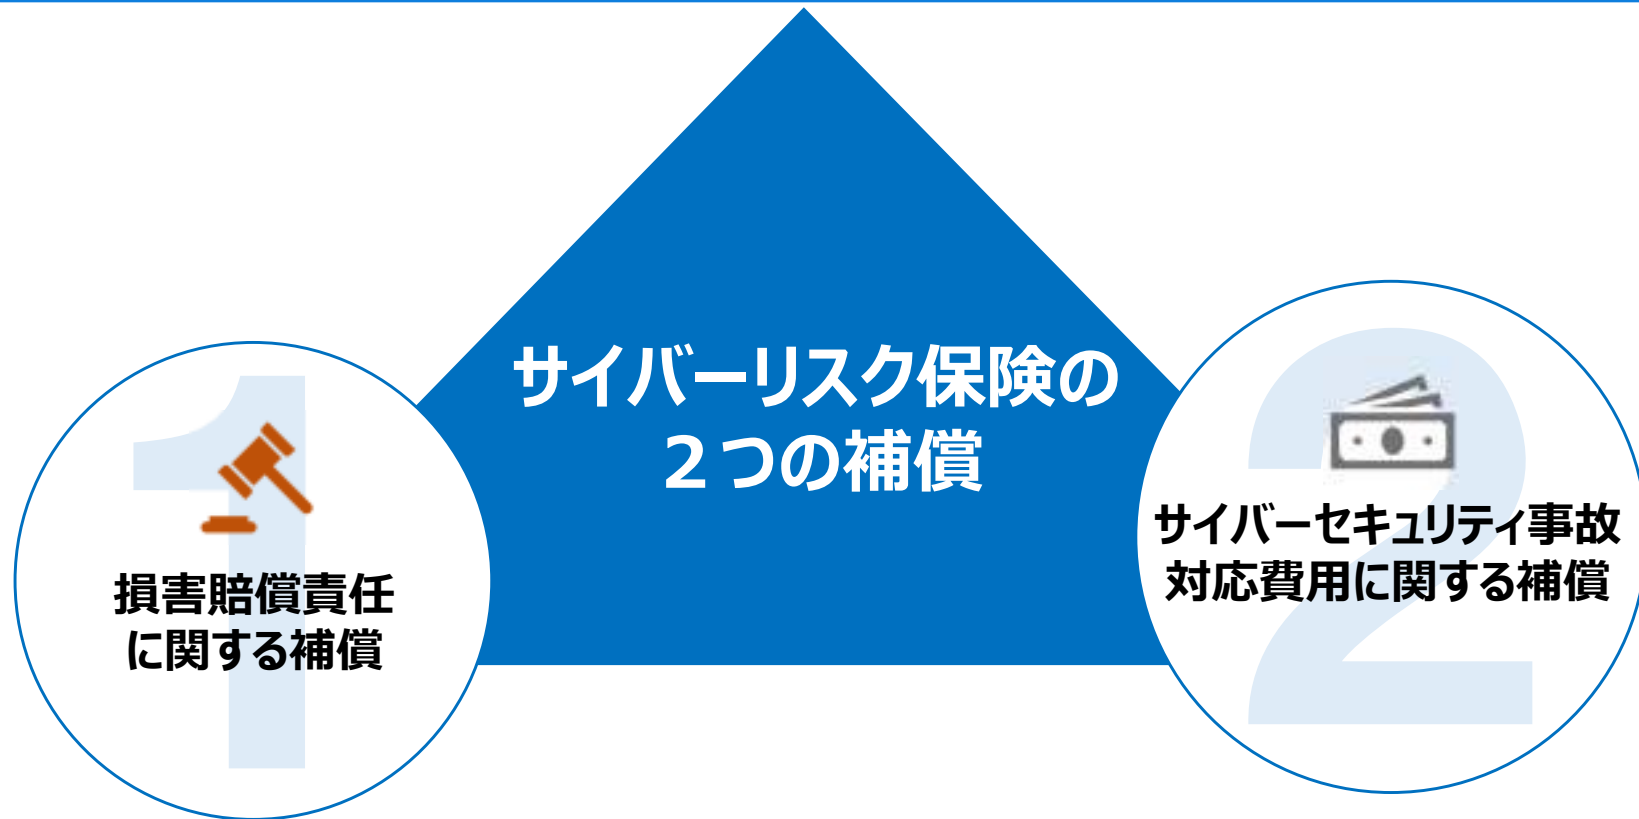 サイバーリスク保険の
２つの補償
1
損害賠償責任
に関する補償
2
サイバーセキュリティ事故
対応費用に関する補償